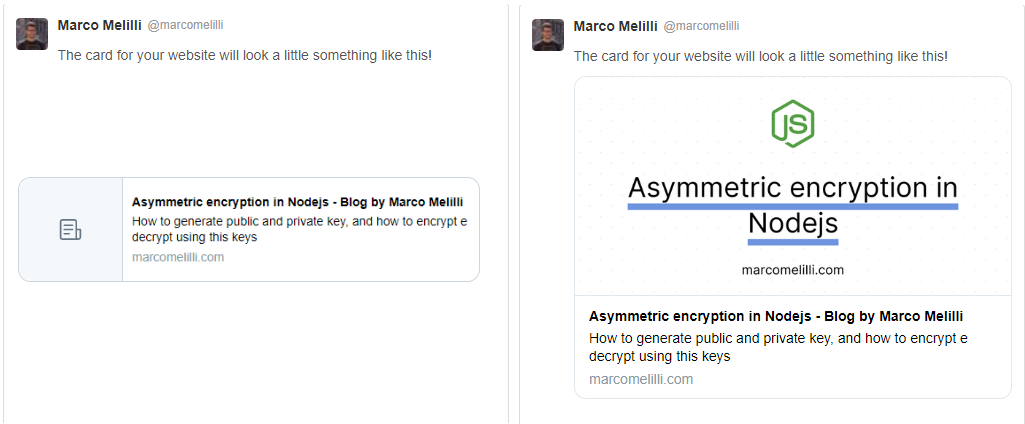 Marco Melilli @marcomelilli
The card for your website will look a little something like this!
Asymmetric encryption in Nodejs - Blog by Marco Melilli
How to generate public and private key, and how to encrypt e
decrypt using this keys
marcomelilli.com
Marco Melilli @marcomelilli
The card for your website will look a little something like this!
JS
Asymmetric encryption in
Nodejs
marcomelilli.com
Asymmetric encryption in Nodejs - Blog by Marco Melilli
How to generate public and private key, and how to encrypt e
decrypt using this keys
marcomelilli.com